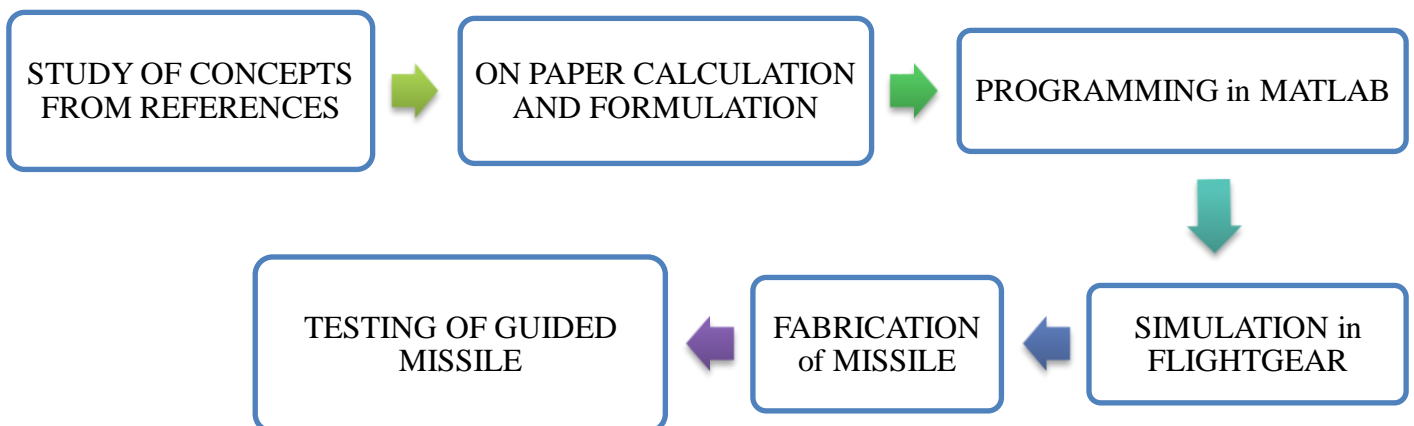 STUDY OF CONCEPTS
FROM REFERENCES
ON PAPER CALCULATION
AND FORMULATION
PROGRAMMING in MATLAB
SIMULATION in
FLIGHTGEAR
FABRICATION
of MISSILE
TESTING OF GUIDED
MISSILE